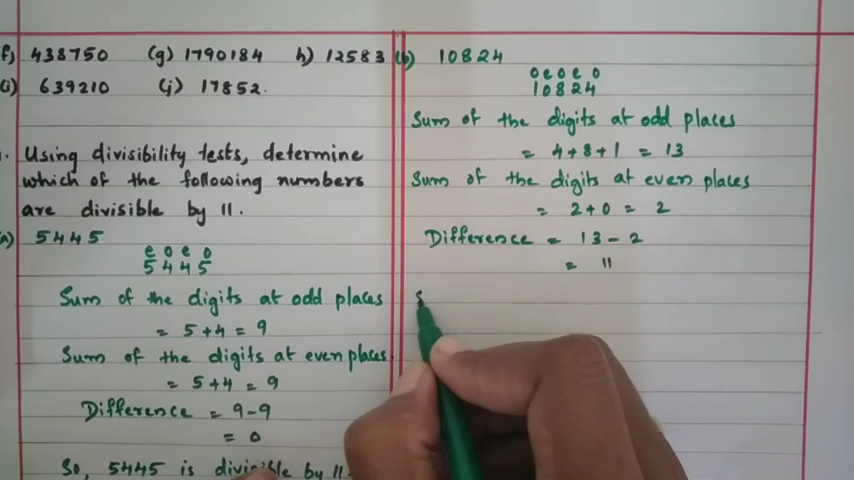 f) 438750 (g) 1790184 h) 12583
(i) 639210 (j) 17852.
. Using divisibility tests, determine
which of the following numbers
are divisible by 11.
a) 5445
e o e o
5 4 4 5
Sum of the digits at odd places
= 5+4 = 9
Sum of the digits at even places
= 5+4 = 9
Difference = 9-9
= 0
So, 5445 is divisible by 11.
(b) 10824
o e o e o
1 0 8 2 4
Sum of the digits at odd places
= 4+8+1 = 13
Sum of the digits at even places
= 2+0 = 2
Difference = 13-2
= 11